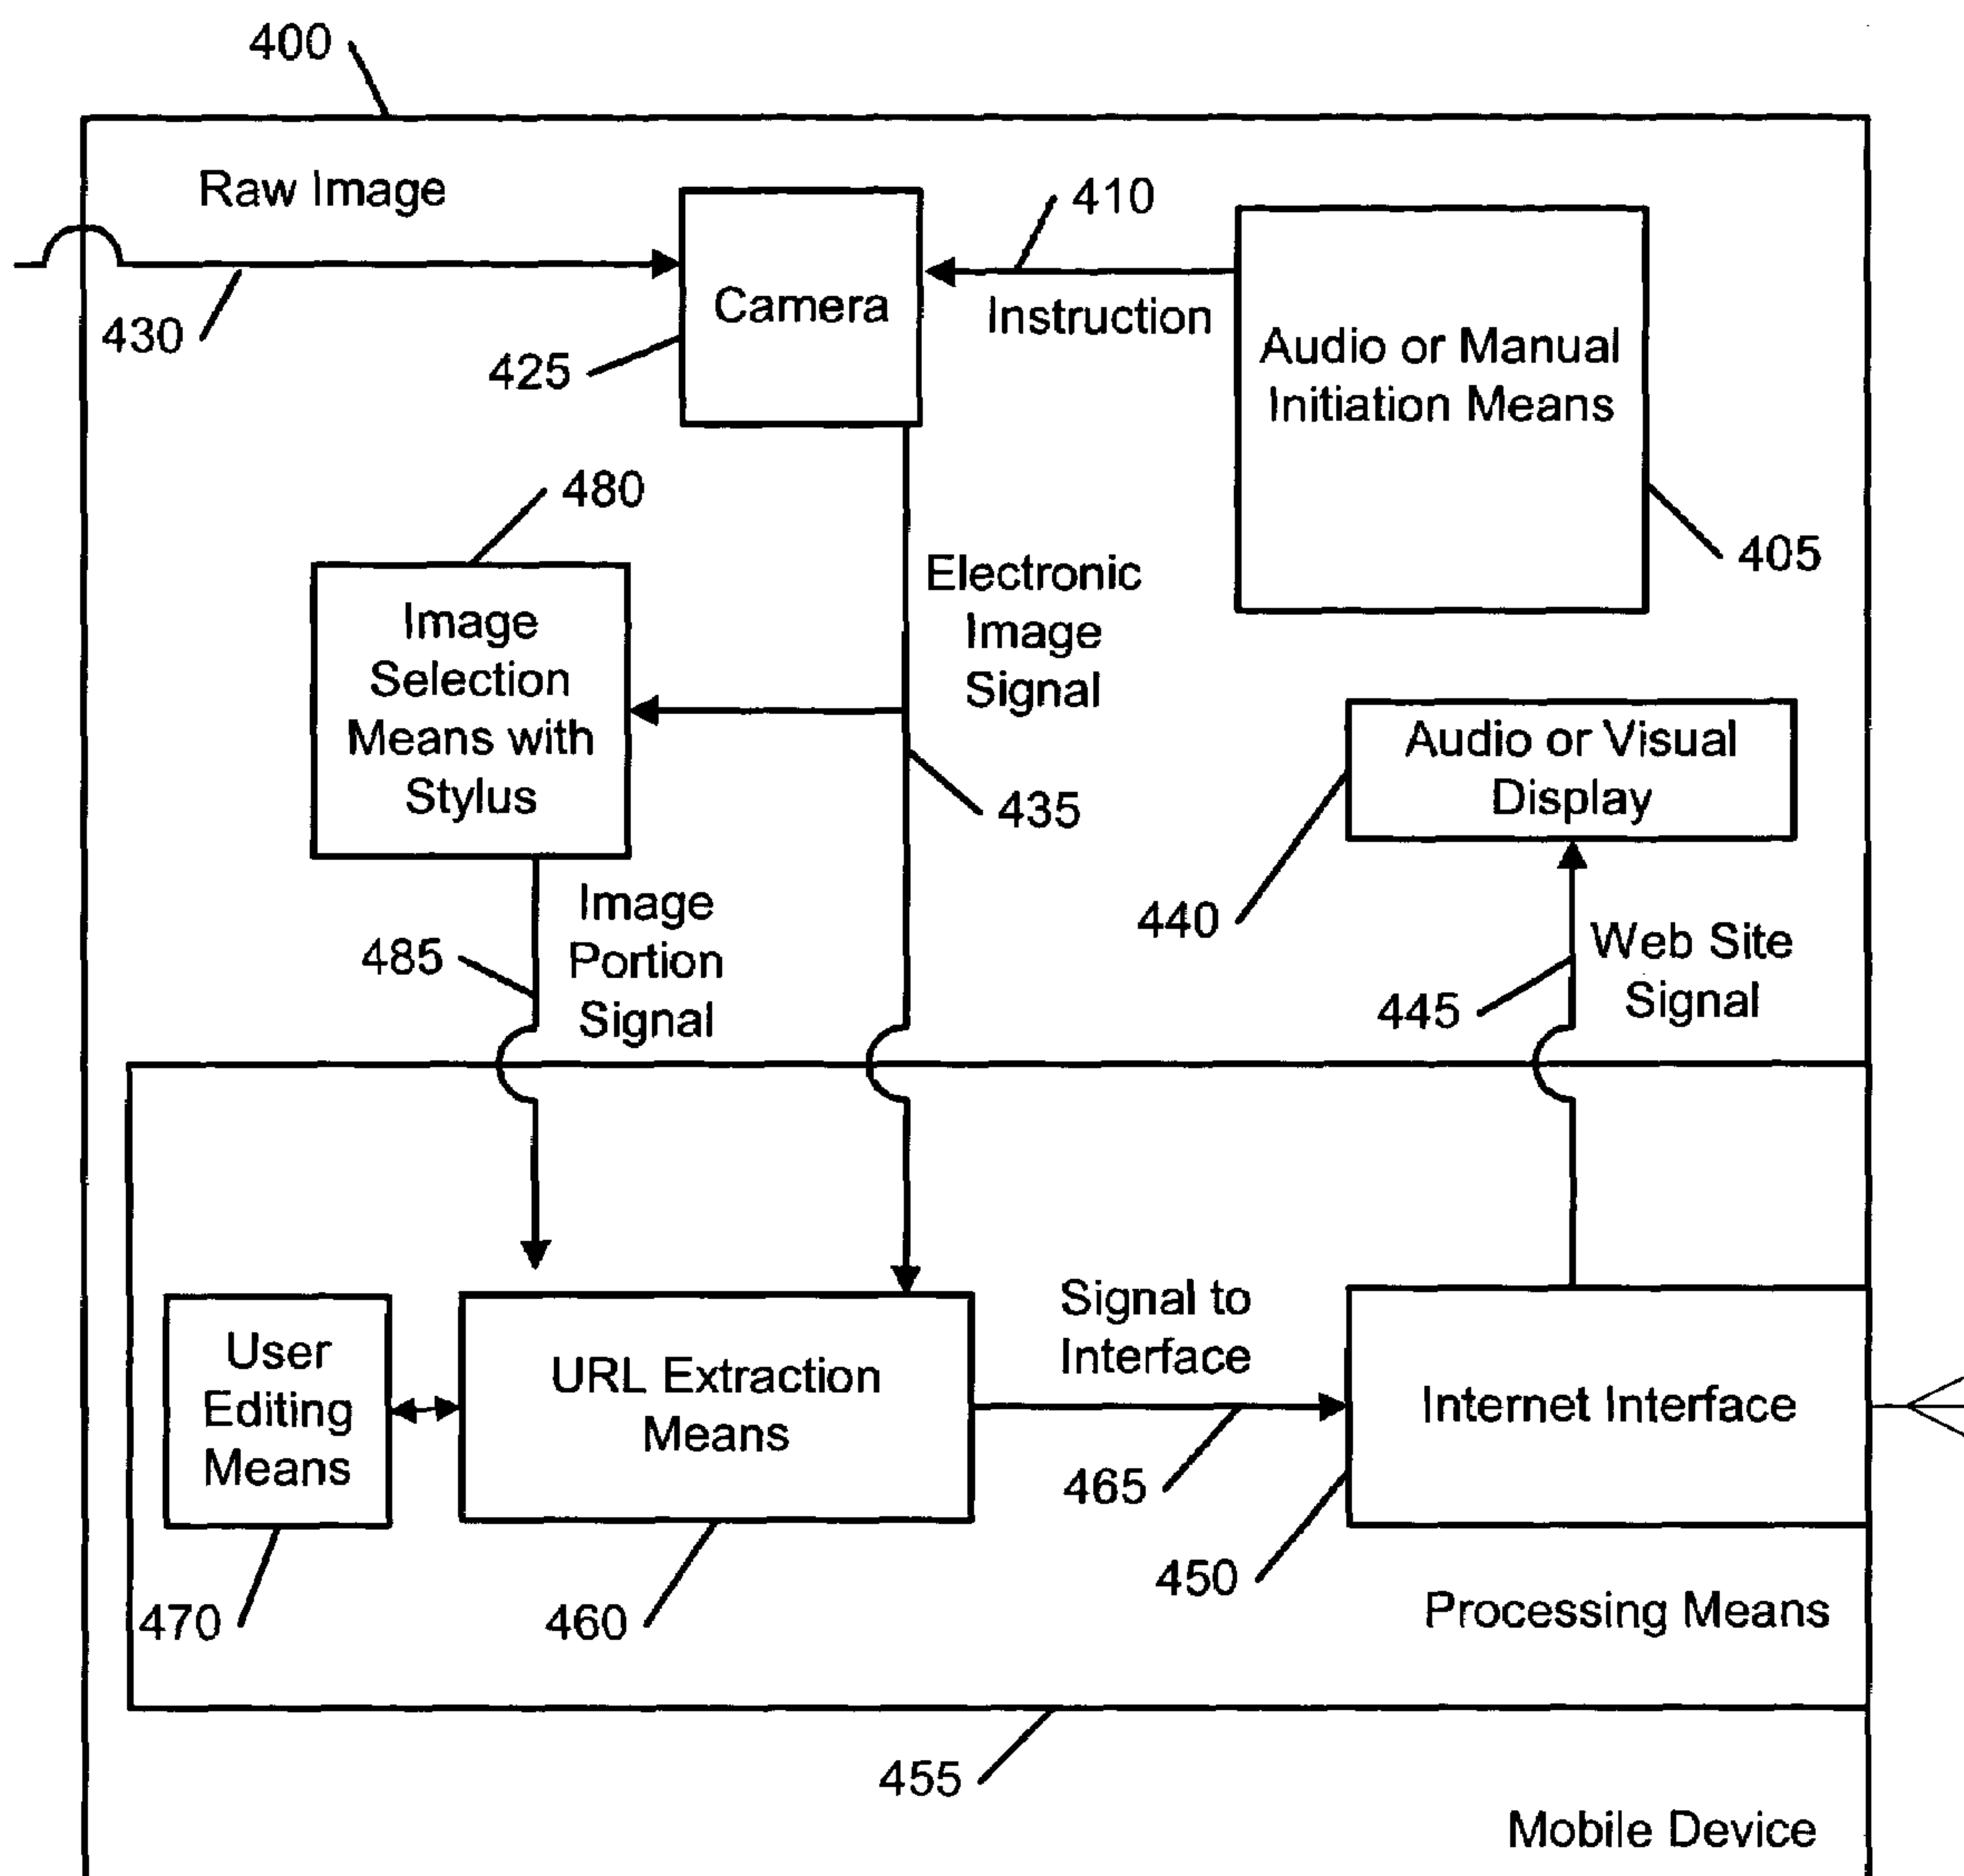 400
Raw Image
430
Camera
425
410
Instruction
Audio or Manual
Initiation Means
405
480
Image
Selection
Means with
Stylus
Electronic
Image
Signal
435
Audio or Visual
Display
440
485
Image
Portion
Signal
Web Site
Signal
445
User
Editing
Means
470
URL Extraction
Means
460
Signal to
Interface
465
Internet Interface
450
Processing Means
455
Mobile Device